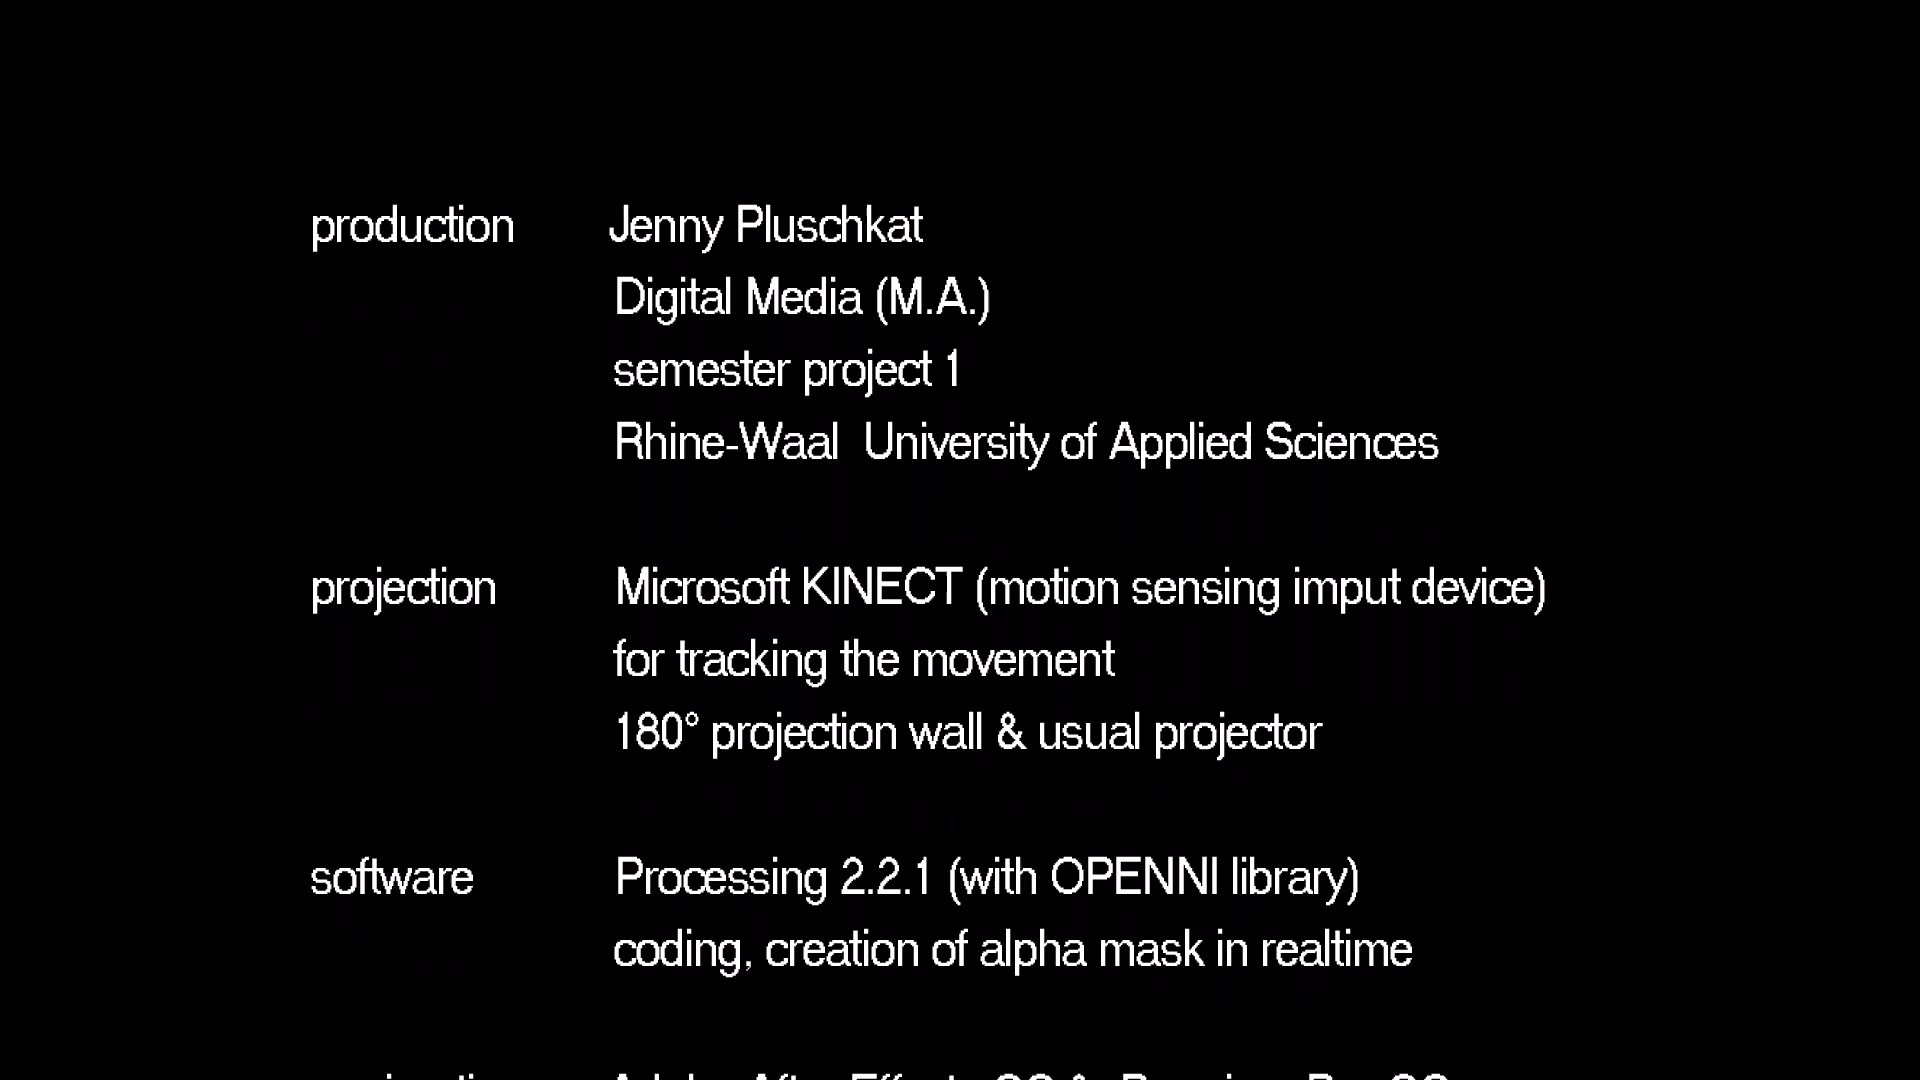 production Jenny Pluschkat
Digital Media (M.A.)
semester project 1
Rhine-Waal University of Applied Sciences
projection Microsoft KINECT (motion sensing imput device)
for tracking the movement
180° projection wall & usual projector
software Processing 2.2.1 (with OPENNI library)
coding, creation of alpha mask in realtime